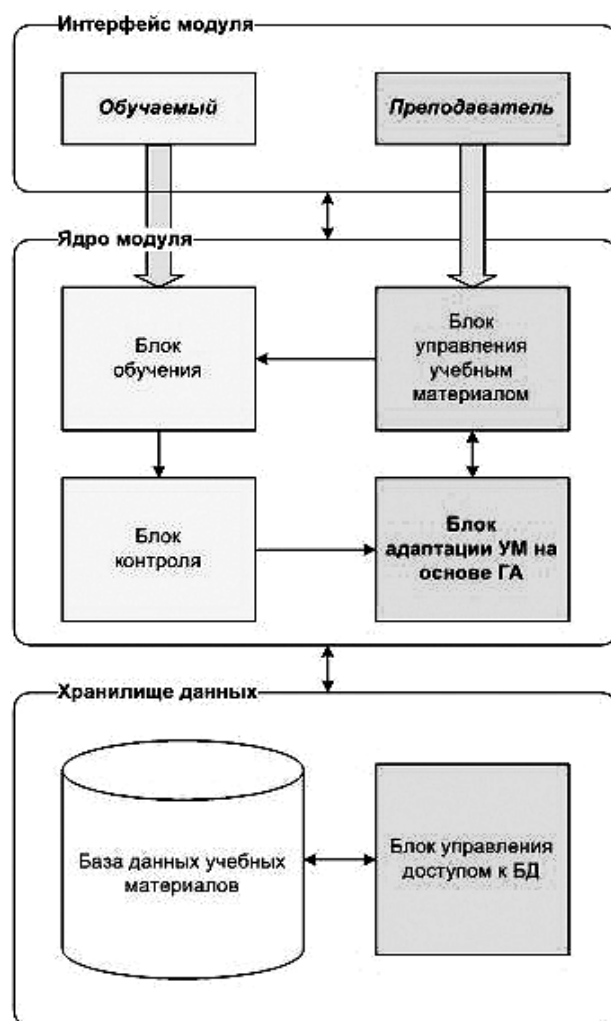 Интерфейс модуля
Обучаемый
Преподаватель
Ядро модуля
Блок
обучения
Блок
управления
учебным
материалом
Блок
контроля
Блок
адаптации УМ на
основе ГА
Хранилище данных
База данных учебных
материалов
Блок управления
доступом к БД